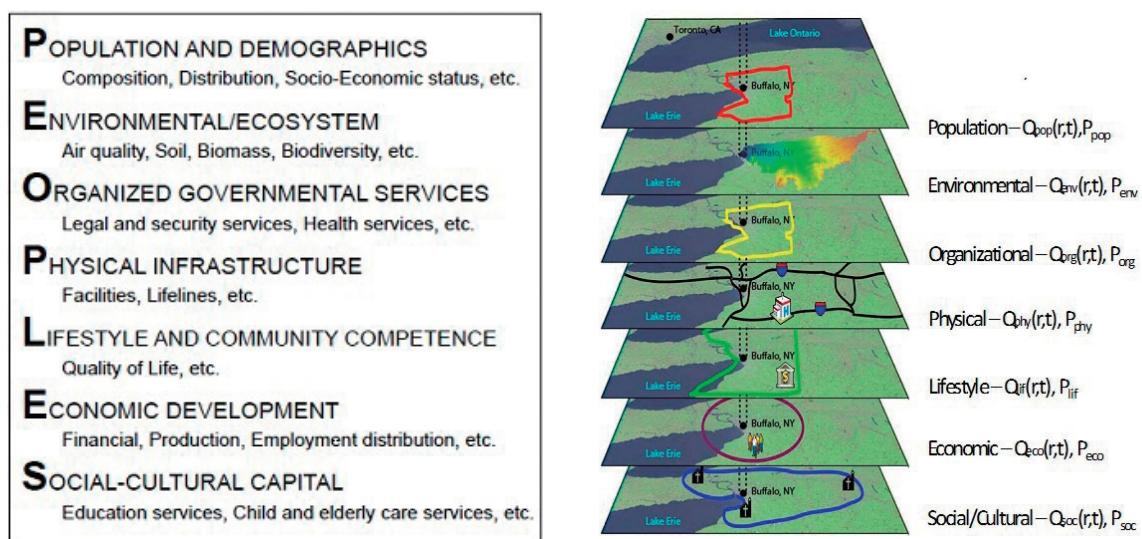 POPULATION AND DEMOGRAPHICS
Composition, Distribution, Socio-Economic status, etc.
ENVIRONMENTAL/ECOSYSTEM
Air quality, Soil, Biomass, Biodiversity, etc.
ORGANIZED GOVERNMENTAL SERVICES
Legal and security services, Health services, etc.
PHYSICAL INFRASTRUCTURE
Facilities, Lifelines, etc.
LIFESTYLE AND COMMUNITY COMPETENCE
Quality of Life, etc.
ECONOMIC DEVELOPMENT
Financial, Production, Employment distribution, etc.
SOCIAL-CULTURAL CAPITAL
Education services, Child and elderly care services, etc.
Toronto, CA
Lake Ontario
Buffalo, NY
Lake Erie
Population – Qpop(r,t),Ppop
Buffalo, NY
Lake Erie
Environmental – Qenv(r,t), Penv
Buffalo, N
Lake Erie
Organizational – Qorg(r,t), Porg
Buffalo, NY
H
Lake Erie
Physical – Qphy(r,t), Pphy
Buffalo, NY
$
Lake Erie
Lifestyle – Qlif(r,t), Plif
Buffalo, NY
Lake Erie
Economic – Qeco(r,t), Peco
Buffalo, NY
Lake Erie
Social/Cultural – Qsoc(r,t), Psoc